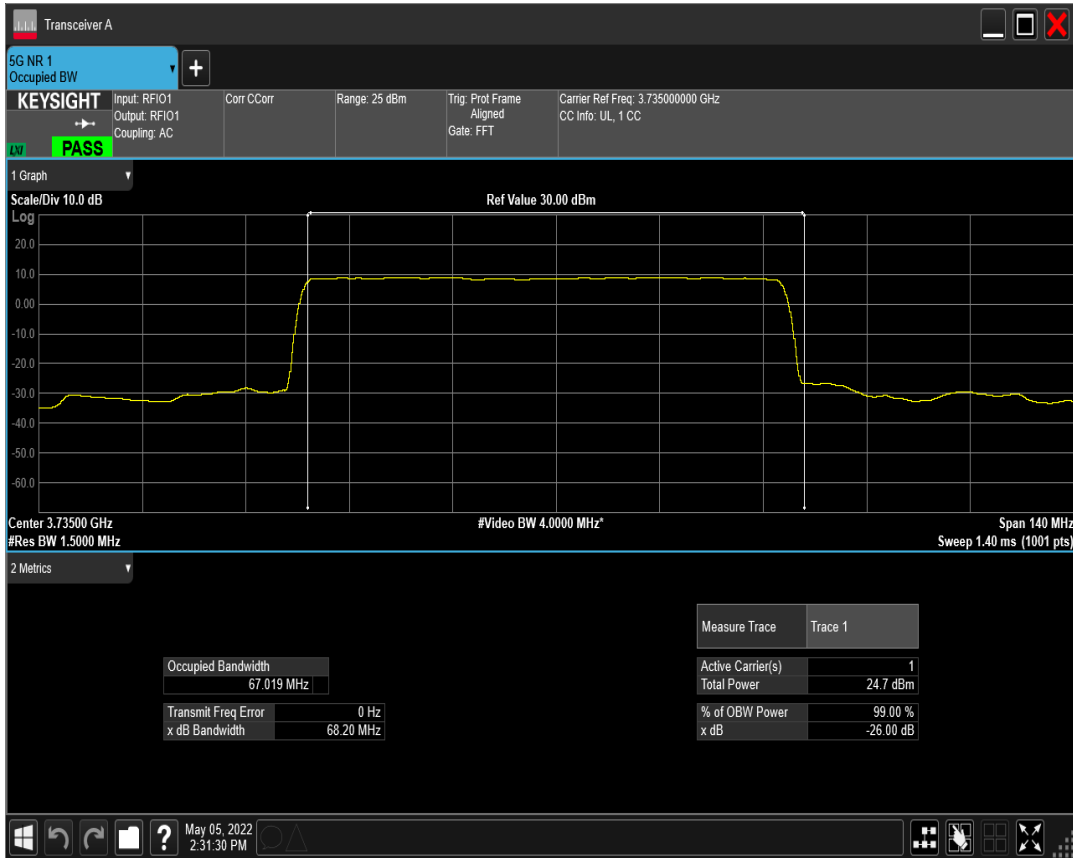 Transceiver A
5G NR 1
Occupied BW
KEYSIGHT
LXI
PASS
Input: RFIO1
Output: RFIO1
Coupling: AC
Corr CCorr
Range: 25 dBm
Trig: Prot Frame
Aligned
Gate: FFT
Carrier Ref Freq: 3.735000000 GHz
CC Info: UL, 1 CC
1 Graph
Scale/Div 10.0 dB
Ref Value 30.00 dBm
Log
20.0
10.0
0.00
-10.0
-20.0
-30.0
-40.0
-50.0
-60.0
Center 3.73500 GHz
#Video BW 4.0000 MHz*
Span 140 MHz
#Res BW 1.5000 MHz
Sweep 1.40 ms (1001 pts)
2 Metrics
Measure Trace Trace 1
Occupied Bandwidth
67.019 MHz
Active Carrier(s) 1
Total Power 24.7 dBm
Transmit Freq Error 0 Hz
x dB Bandwidth 68.20 MHz
% of OBW Power 99.00 %
x dB -26.00 dB
?
May 05, 2022
2:31:30 PM